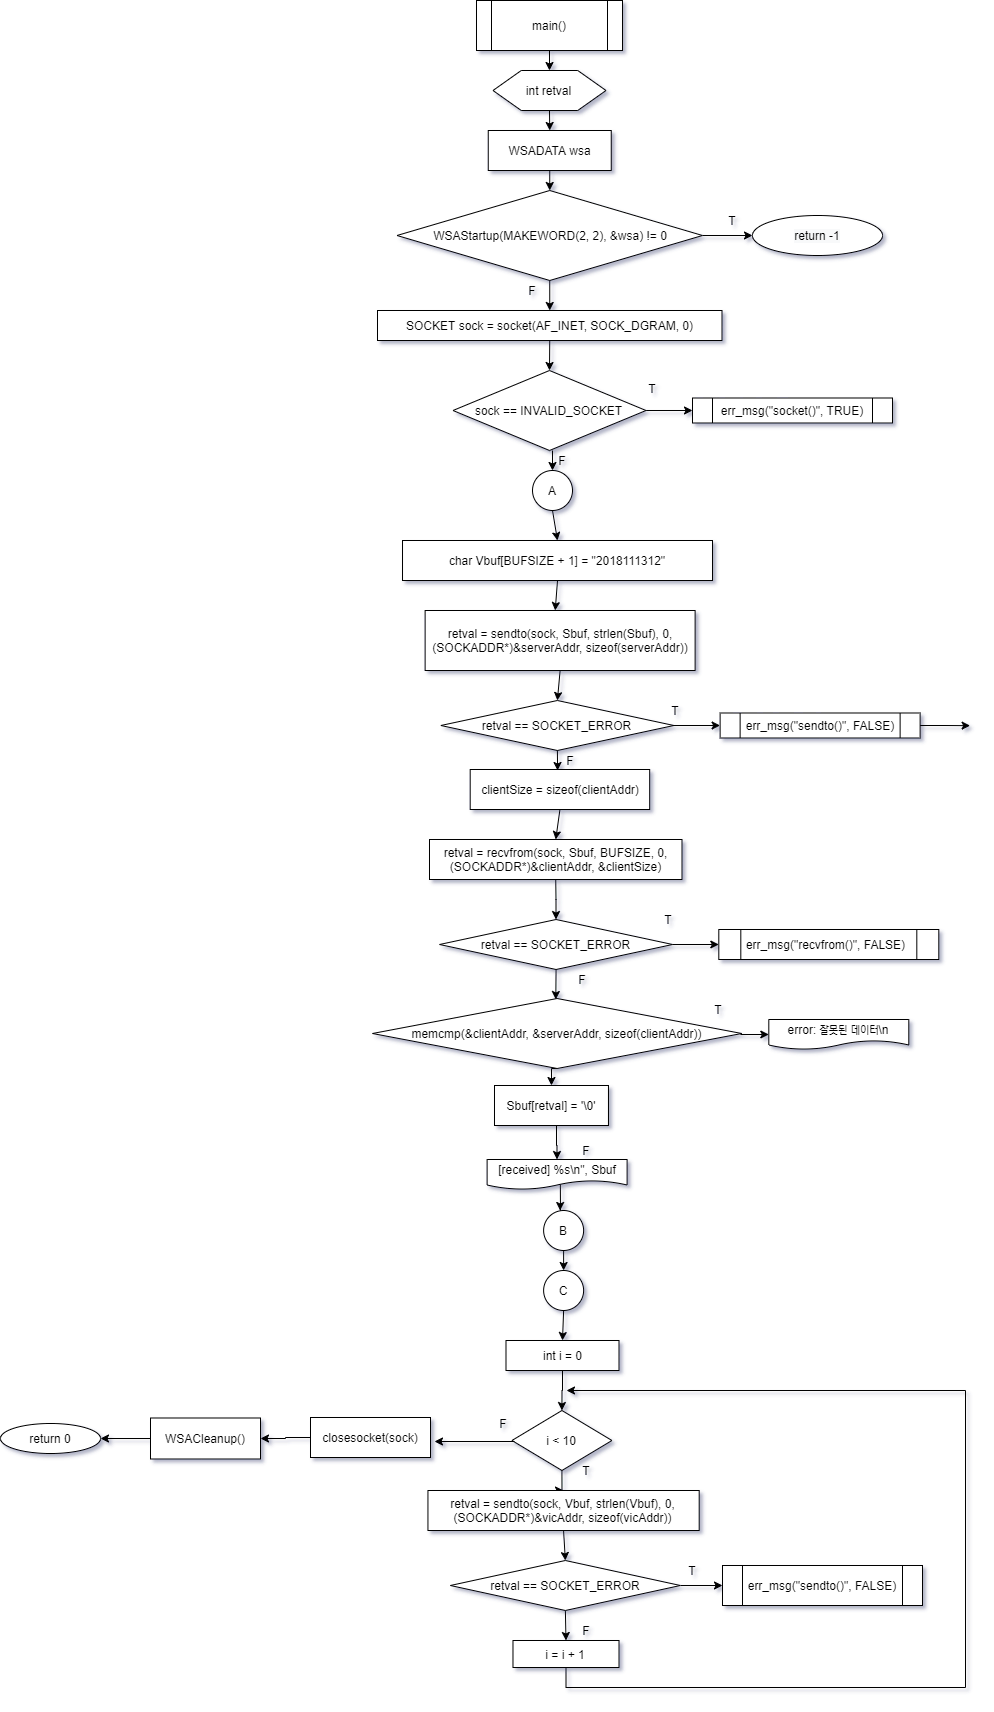 main()
int retval
WSADATA wsa
WSAStartup(MAKEWORD(2, 2), &wsa) != 0
T
return -1
F
SOCKET sock = socket(AF_INET, SOCK_DGRAM, 0)
T
sock == INVALID_SOCKET
err_msg("socket()", TRUE)
F
A
char Vbuf[BUFSIZE + 1] = "2018111312"
retval = sendto(sock, Sbuf, strlen(Sbuf), 0,
(SOCKADDR*)&serverAddr, sizeof(serverAddr))
T
retval == SOCKET_ERROR
err_msg("sendto()", FALSE)
F
clientSize = sizeof(clientAddr)
retval = recvfrom(sock, Sbuf, BUFSIZE, 0,
(SOCKADDR*)&clientAddr, &clientSize)
T
retval == SOCKET_ERROR
err_msg("recvfrom()", FALSE)
F
T
memcmp(&clientAddr, &serverAddr, sizeof(clientAddr))
error: 잘못된 데이터\n
Sbuf[retval] = '\0'
F
[received] %s\n", Sbuf
B
C
int i = 0
return 0
WSACleanup()
closesocket(sock)
F
i < 10
T
retval = sendto(sock, Vbuf, strlen(Vbuf), 0,
(SOCKADDR*)&vicAddr, sizeof(vicAddr))
T
retval == SOCKET_ERROR
err_msg("sendto()", FALSE)
F
i = i + 1